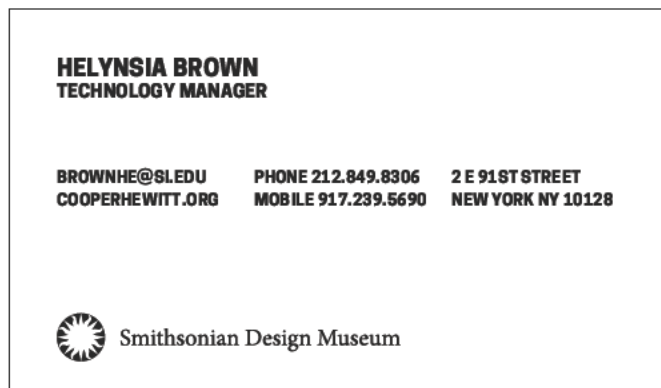 HELYNSIA BROWN
TECHNOLOGY MANAGER
BROWNHE@SI.EDU
COOPERHEWITT.ORG
PHONE 212.849.8306
MOBILE 917.239.5690
2 E 91ST STREET
NEW YORK NY 10128
Smithsonian Design Museum